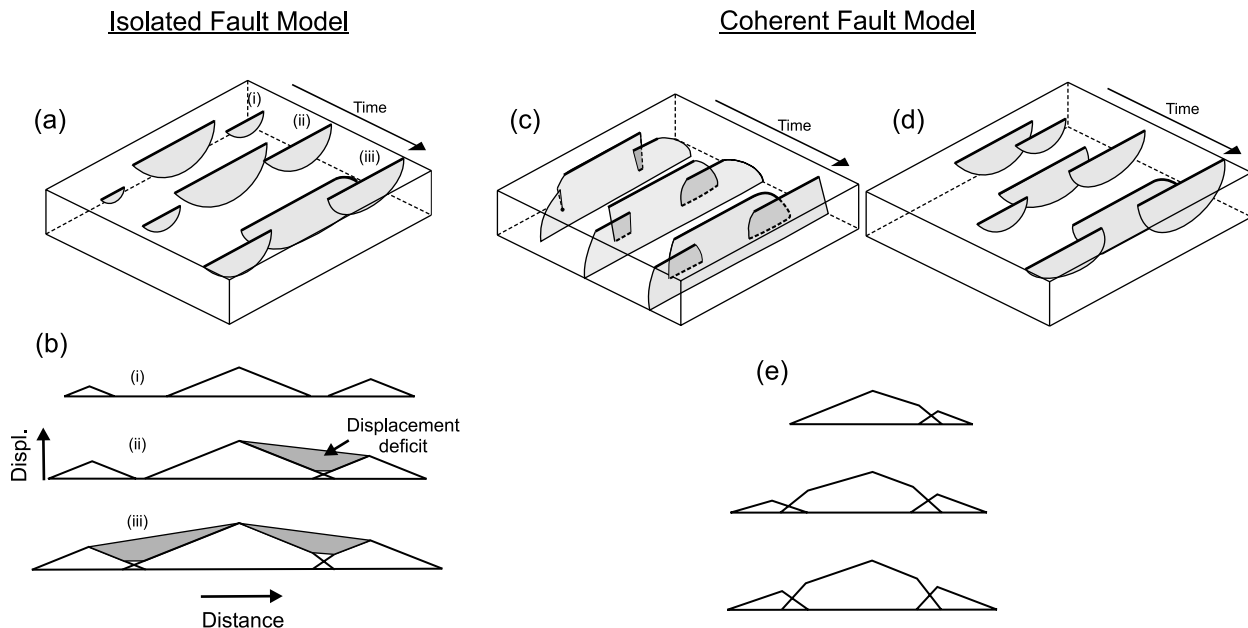 Isolated Fault Model
Coherent Fault Model
(a)
(i)
(ii)
(iii)
Time
(c)
Time
(d)
Time
(b)
(i)
(ii)
Displacement
deficit
Displ.
(iii)
Distance
(e)